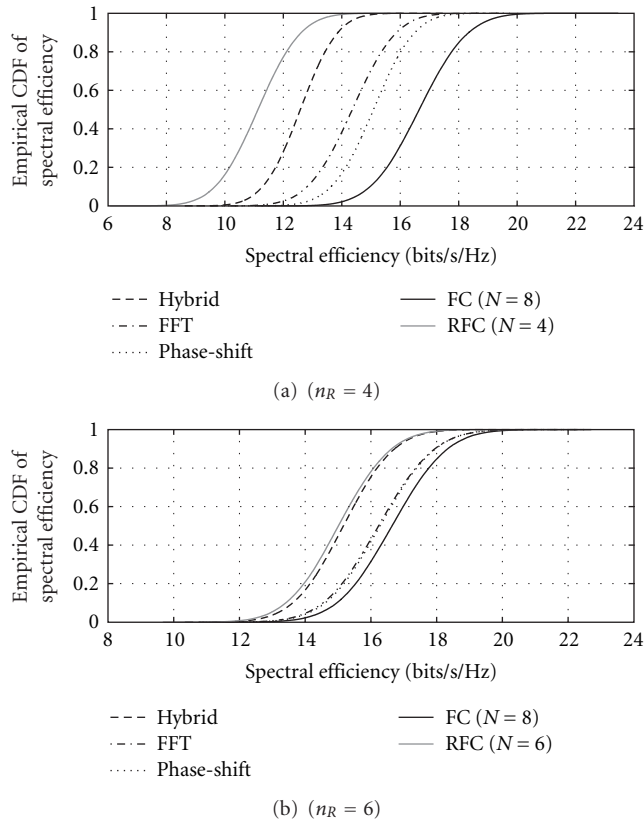 1
0.8
0.6
0.4
0.2
0
Empirical CDF of
spectral efficiency
6 8 10 12 14 16 18 20 22 24
Spectral efficiency (bits/s/Hz)
Hybrid
FFT
Phase-shift
FC (N = 8)
RFC (N = 4)
(a) (nR = 4)
1
0.8
0.6
0.4
0.2
0
Empirical CDF of
spectral efficiency
8 10 12 14 16 18 20 22 24
Spectral efficiency (bits/s/Hz)
Hybrid
FFT
Phase-shift
FC (N = 8)
RFC (N = 6)
(b) (nR = 6)